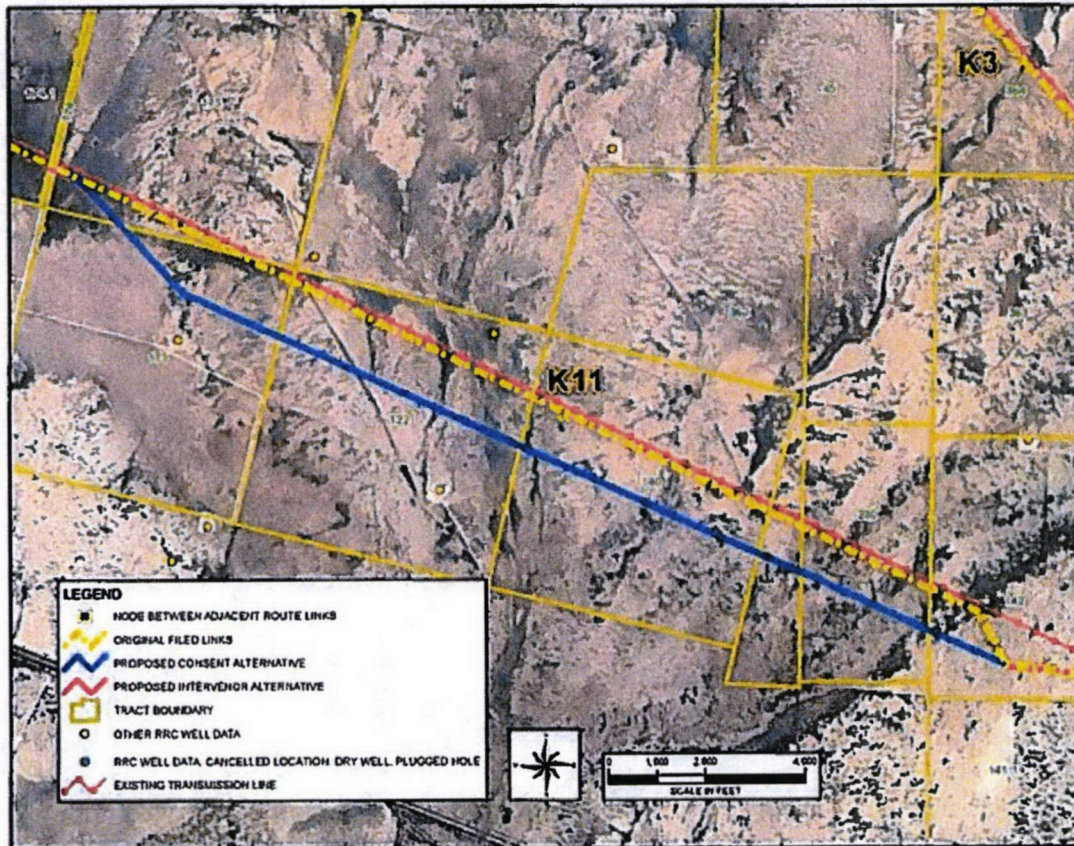 K3
K11
122
LEGEND
NODE BETWEEN ADJACENT ROUTE LINKS
ORIGINAL FILED LINKS
PROPOSED CONSENT ALTERNATIVE
PROPOSED INTERVENOR ALTERNATIVE
TRACT BOUNDARY
OTHER RRC WELL DATA
RRC WELL DATA, CANCELLED LOCATION, DRY WELL, PLUGGED HOLE
EXISTING TRANSMISSION LINE
0 1,000 2,000 4,000
SCALE IN FEET